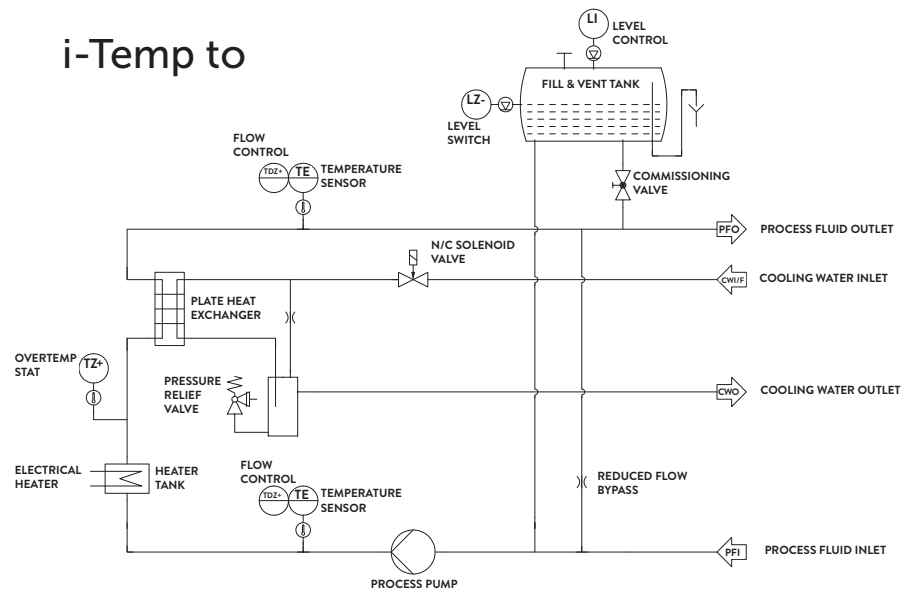 i-Temp to
LI
LEVEL
CONTROL
FILL & VENT TANK
LZ-
LEVEL
SWITCH
FLOW
CONTROL
TDZ+
TE
TEMPERATURE
SENSOR
COMMISSIONING
VALVE
PFO
PROCESS FLUID OUTLET
N/C SOLENOID
VALVE
CWI/F
COOLING WATER INLET
PLATE HEAT
EXCHANGER
OVERTEMP
STAT
TZ+
PRESSURE
RELIEF
VALVE
CWO
COOLING WATER OUTLET
ELECTRICAL
HEATER
HEATER
TANK
FLOW
CONTROL
TDZ+
TE
TEMPERATURE
SENSOR
REDUCED FLOW
BYPASS
PROCESS PUMP
PFI
PROCESS FLUID INLET